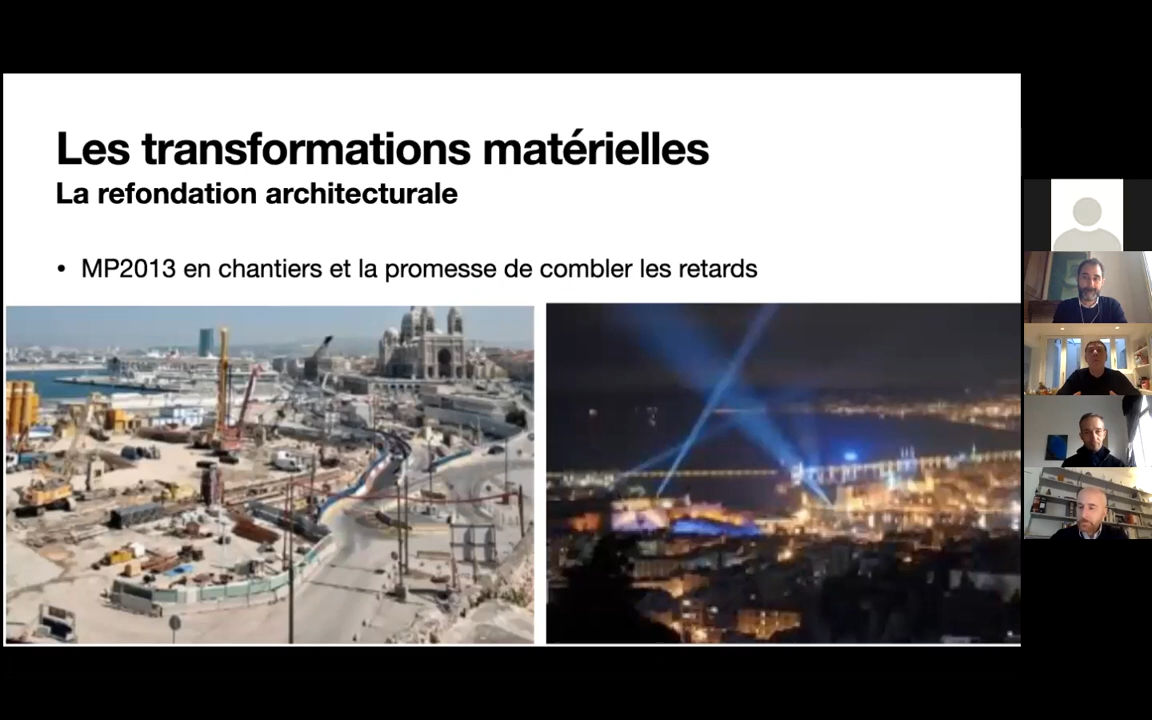 Les transformations matérielles
La refondation architecturale
• MP2013 en chantiers et la promesse de combler les retards